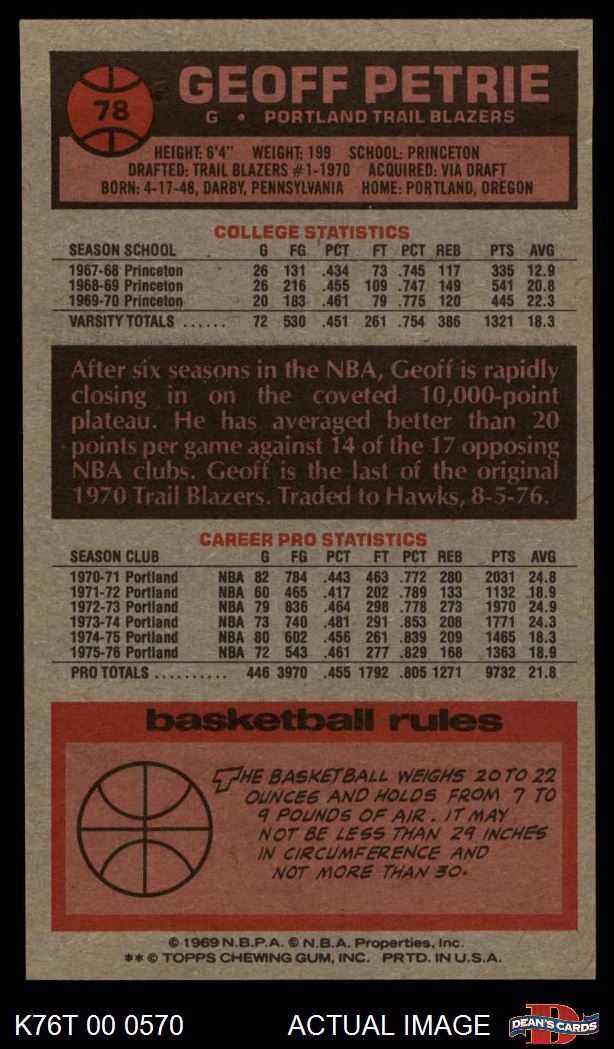 78
GEOFF PETRIE
G • PORTLAND TRAIL BLAZERS
HEIGHT: 6'4" WEIGHT: 199 SCHOOL: PRINCETON
DRAFTED: TRAIL BLAZERS #1-1970 ACQUIRED: VIA DRAFT
BORN: 4-17-48, DARBY, PENNSYLVANIA HOME: PORTLAND, OREGON
COLLEGE STATISTICS
SEASON SCHOOL G FG PCT FT PCT REB PTS AVG
1967-68 Princeton 26 131 .434 73 .745 117 335 12.9
1968-69 Princeton 26 216 .455 109 .747 149 541 20.8
1969-70 Princeton 20 183 .461 79 .775 120 445 22.3
VARSITY TOTALS ...... 72 530 .451 261 .754 386 1321 18.3
After six seasons in the NBA, Geoff is rapidly
closing in on the coveted 10,000-point
plateau. He has averaged better than 20
points per game against 14 of the 17 opposing
NBA clubs. Geoff is the last of the original
1970 Trail Blazers. Traded to Hawks, 8-5-76.
CAREER PRO STATISTICS
SEASON CLUB G FG PCT FT PCT REB PTS AVG
1970-71 Portland NBA 82 784 .443 463 .772 280 2031 24.8
1971-72 Portland NBA 60 465 .417 202 .789 133 1132 18.9
1972-73 Portland NBA 79 836 .464 298 .778 273 1970 24.9
1973-74 Portland NBA 73 740 .481 291 .853 208 1771 24.3
1974-75 Portland NBA 80 602 .456 261 .839 209 1465 18.3
1975-76 Portland NBA 72 543 .461 277 .829 168 1363 18.9
PRO TOTALS .......... 446 3970 .455 1792 .805 1271 9732 21.8
basketball rules
THE BASKETBALL WEIGHS 20 TO 22
OUNCES AND HOLDS FROM 7 TO
9 POUNDS OF AIR. IT MAY
NOT BE LESS THAN 29 INCHES
IN CIRCUMFERENCE AND
NOT MORE THAN 30.
© 1969 N.B.P.A. © N.B.A. Properties, Inc.
** © TOPPS CHEWING GUM, INC. PRTD. IN U.S.A.
K76T 00 0570 ACTUAL IMAGE
D DEAN'S CARDS